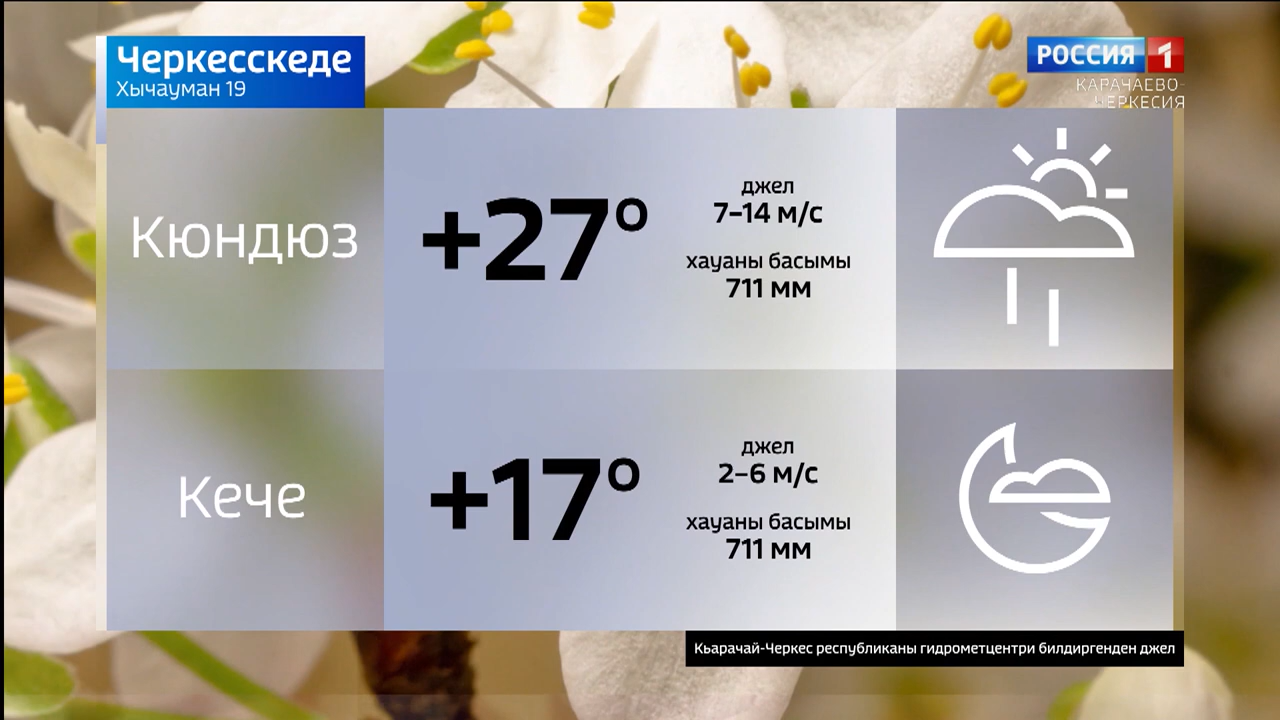 Черкесскеде
Хычауман 19
РОССИЯ 1
КАРАЧАЕВО-
ЧЕРКЕСИЯ
Кюндюз
+27°
джел
7-14 м/с
хауаны басымы
711 мм
Кече
+17°
джел
2-6 м/с
хауаны басымы
711 мм
Кьарачай-Черкес республиканы гидрометцентри билдиргенден джел